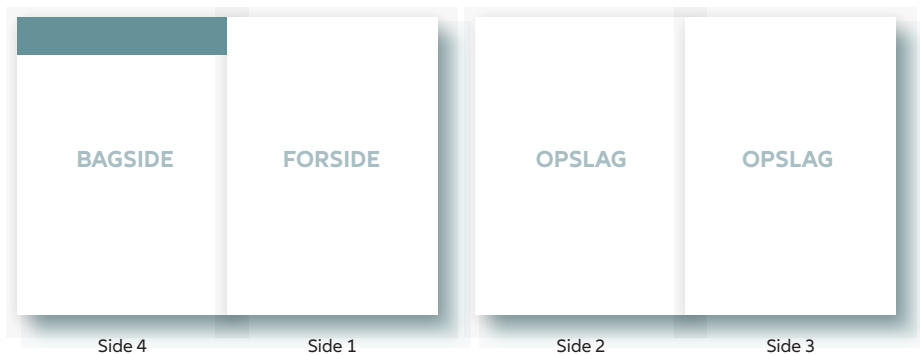 BAGSIDE
FORSIDE
OPSLAG
OPSLAG
Side 4
Side 1
Side 2
Side 3